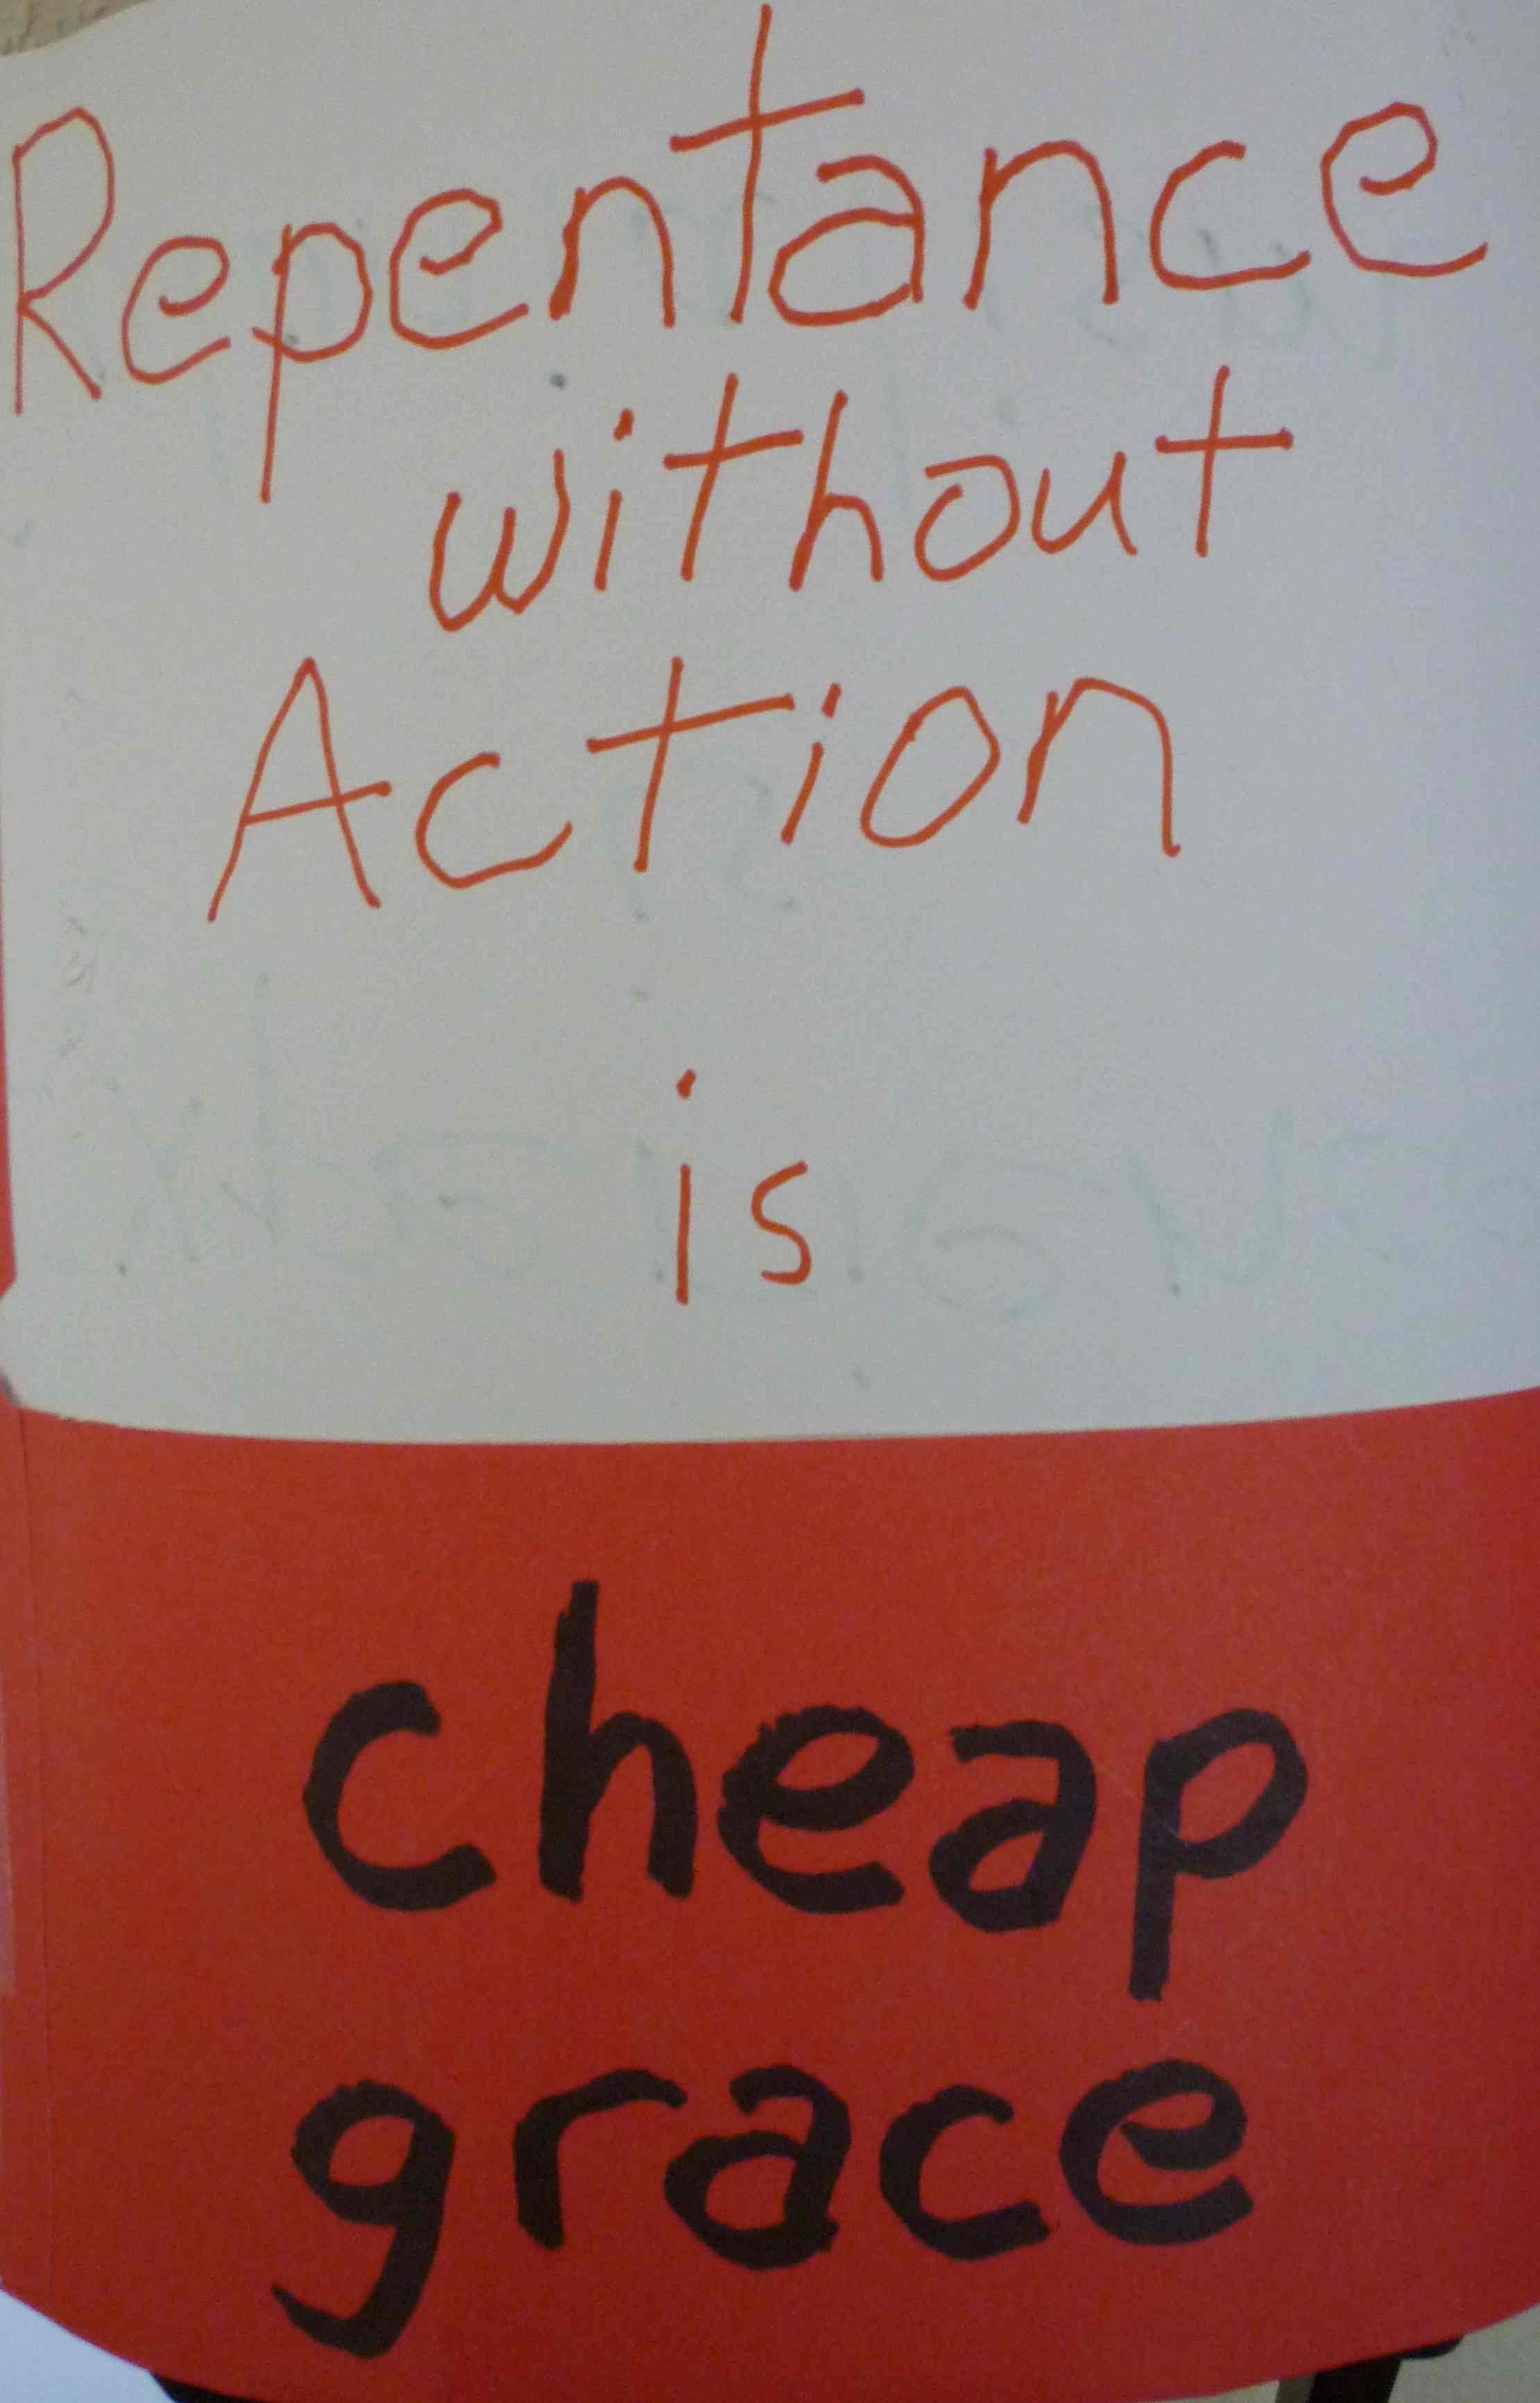 Repentance
without
Action
is
cheap
grace